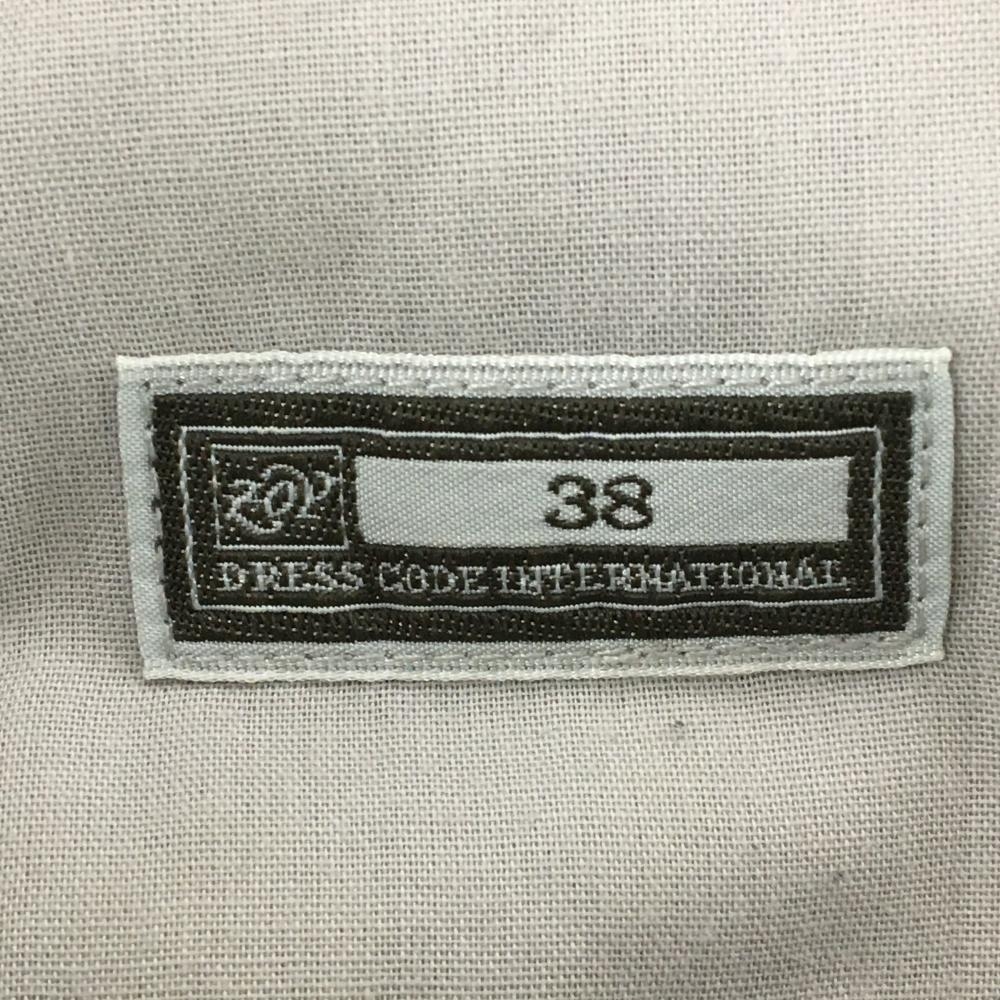 38
DRESS CODE INTERNATIONAL